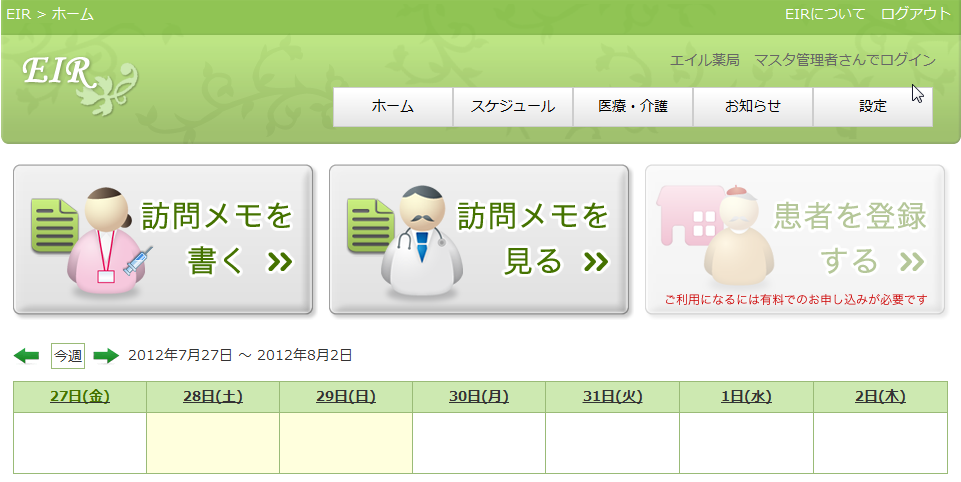 EIR > ホーム
EIRについて ログアウト
EIR
エイル薬局 マスタ管理者さんでログイン
ホーム スケジュール 医療・介護 お知らせ 設定
訪問メモを
書く
訪問メモを
見る
患者を登録
する
ご利用になるには有料でのお申し込みが必要です
今週 2012年7月27日 ～ 2012年8月2日
27日(金) 28日(土) 29日(日) 30日(月) 31日(火) 1日(水) 2日(木)